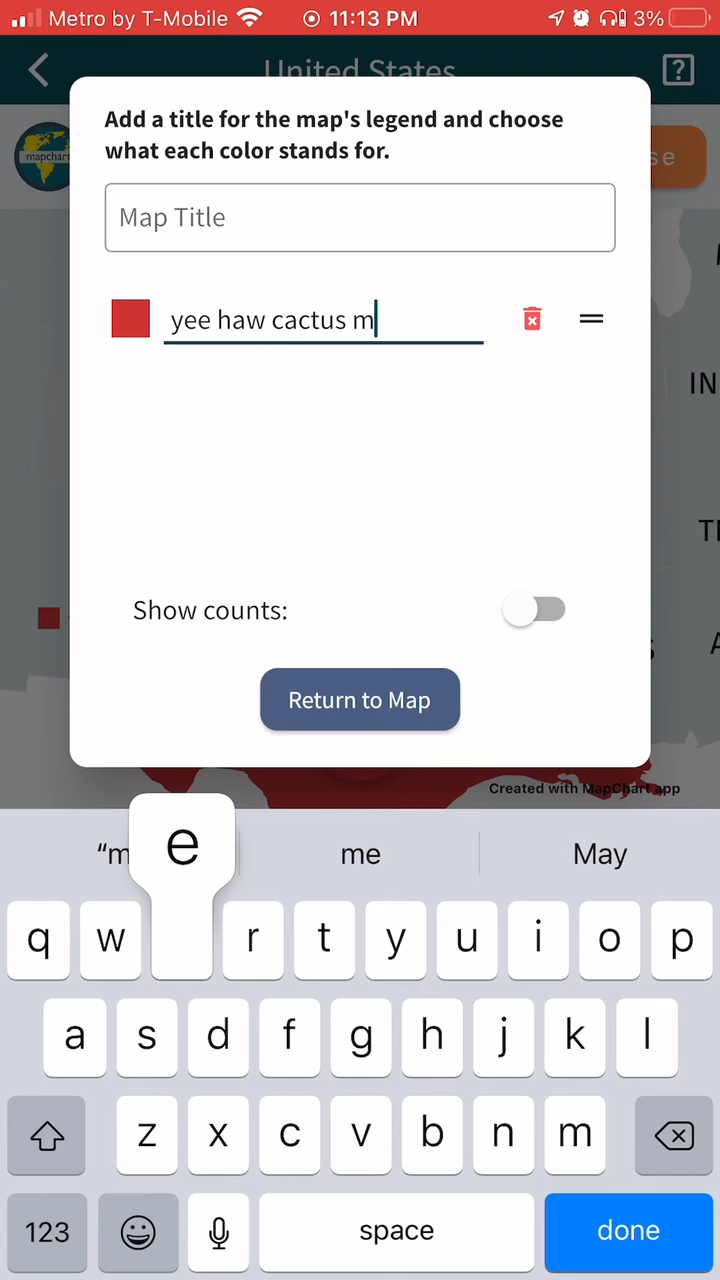 Metro by T-Mobile 11:13 PM 3%
United States
Add a title for the map's legend and choose
what each color stands for.
mapchart
se
Map Title
yee haw cactus m
IN
Show counts:
Return to Map
Created with MapChart.app
“m
e
me
May
q w r t y u i o p
a s d f g h j k l
z x c v b n m
123 space done